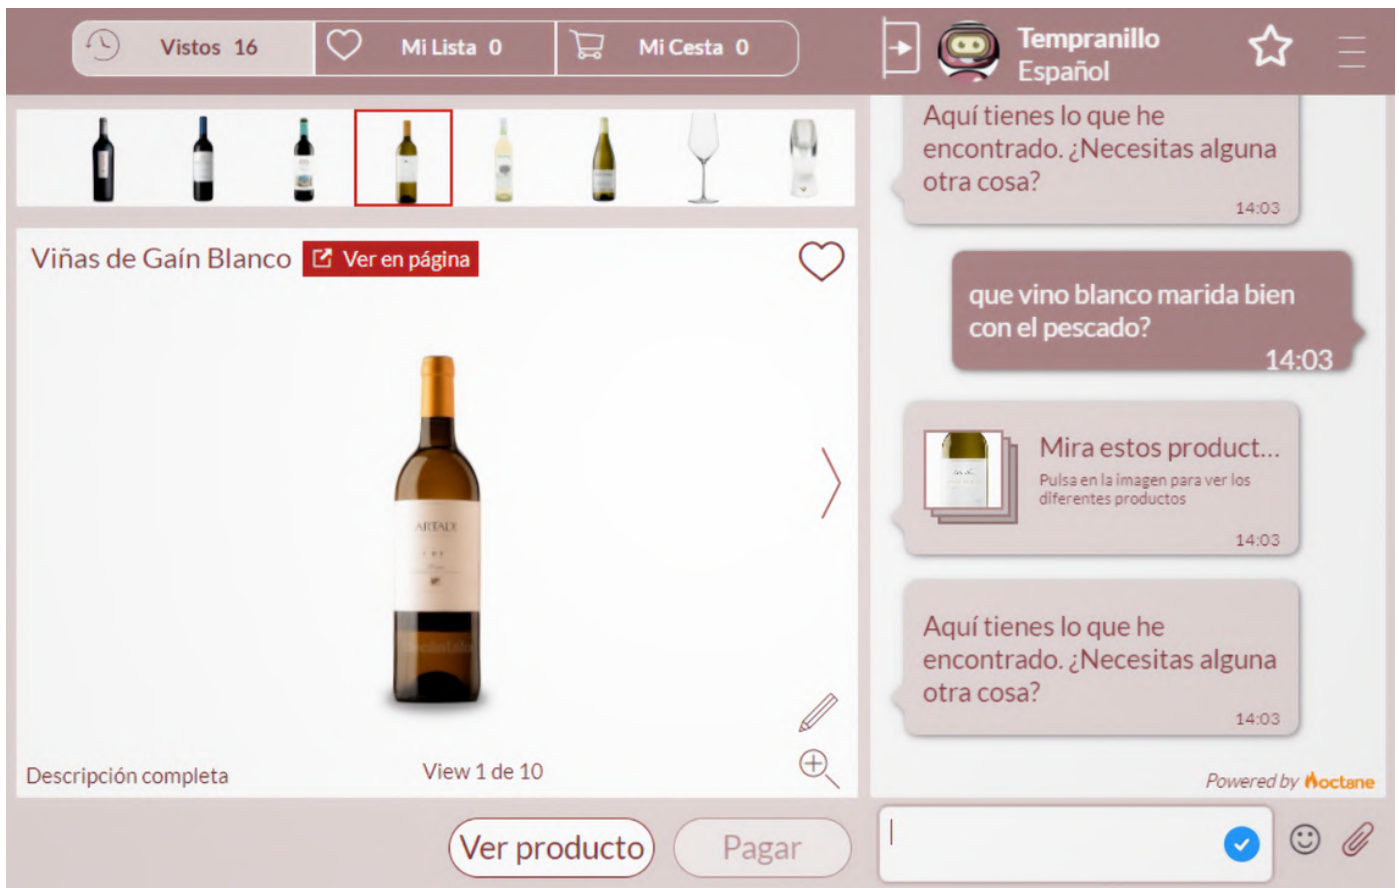 Vistos 16
Mi Lista 0
Mi Cesta 0
Tempranillo
Español
Viñas de Gaín Blanco
Ver en página
ARTADI
Descripción completa
View 1 de 10
Ver producto
Pagar
Aquí tienes lo que he
encontrado. ¿Necesitas alguna
otra cosa?
14:03
que vino blanco marida bien
con el pescado?
14:03
Mira estos product...
Pulsa en la imagen para ver los
diferentes productos
14:03
Aquí tienes lo que he
encontrado. ¿Necesitas alguna
otra cosa?
14:03
Powered by octane